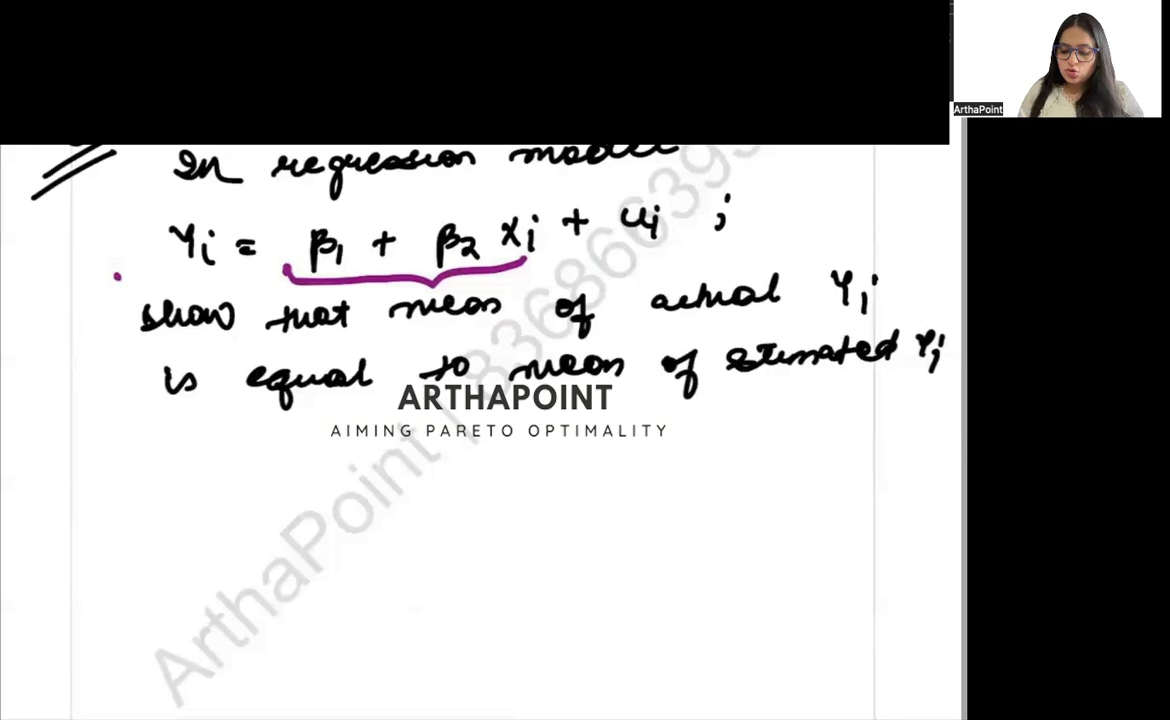 ArthaPoint
In regression model
Yi = β1 + β2 Xi + ui ;
show that mean of actual Yi
is equal to mean of estimated Yi
ARTHAPOINT
AIMING PARETO OPTIMALITY
ArthaPoint